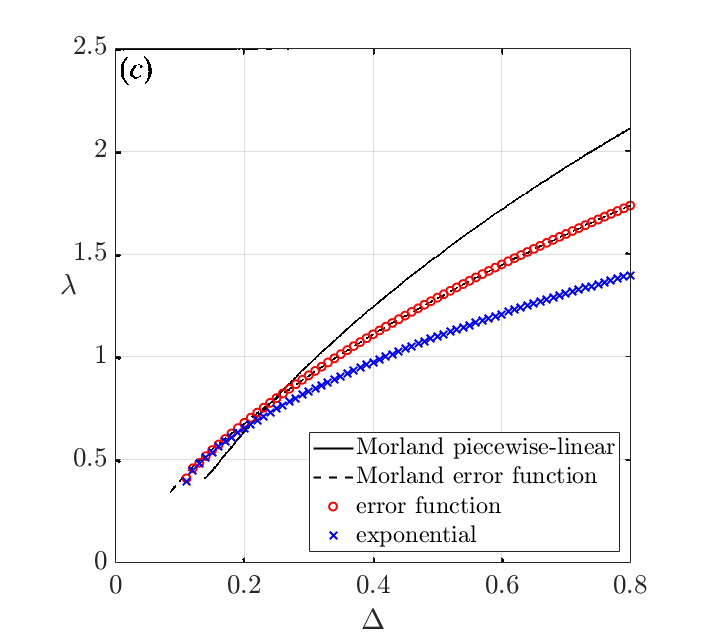 2.5
(c)
2
1.5
λ
1
0.5
0
Morland piecewise-linear
Morland error function
error function
exponential
0 0.2 0.4 0.6 0.8
Δ